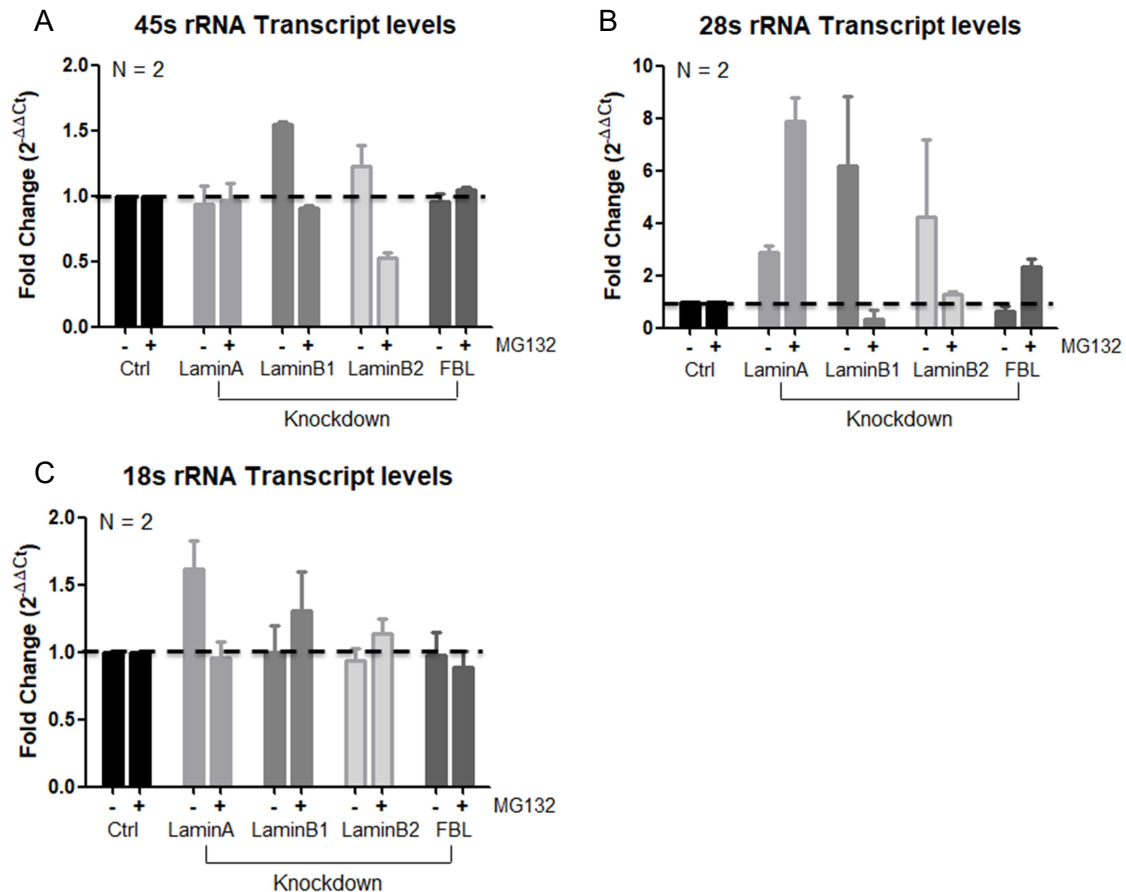 A
45s rRNA Transcript levels
N = 2
Fold Change (2^-ΔΔCt)
2.0
1.5
1.0
0.5
0.0
- + - + - + - + - + MG132
Ctrl LaminA LaminB1 LaminB2 FBL
Knockdown
B
28s rRNA Transcript levels
N = 2
Fold Change (2^-ΔΔCt)
10
8
6
4
2
0
- + - + - + - + - + MG132
Ctrl LaminA LaminB1 LaminB2 FBL
Knockdown
C
18s rRNA Transcript levels
N = 2
Fold Change (2^-ΔΔCt)
2.0
1.5
1.0
0.5
0.0
- + - + - + - + - + MG132
Ctrl LaminA LaminB1 LaminB2 FBL
Knockdown